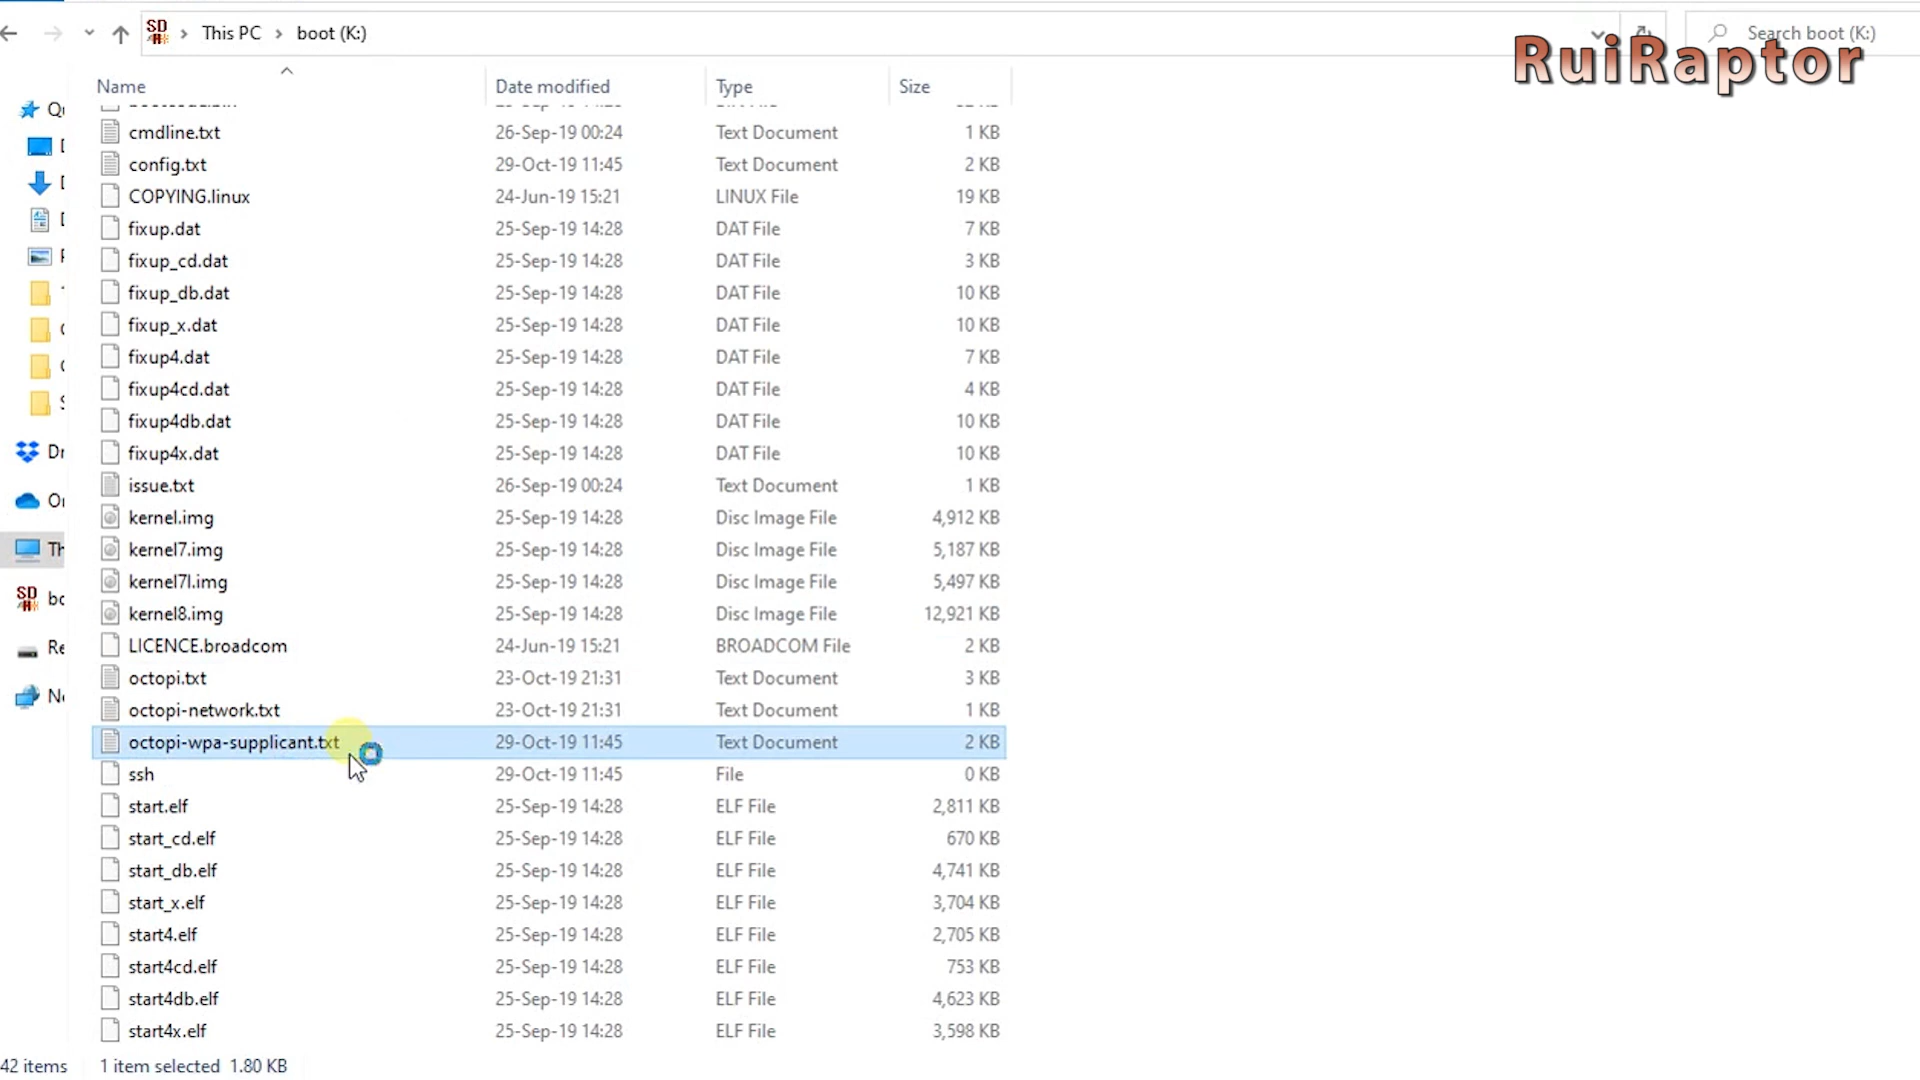 SD
This PC > boot (K:)
Search boot (K:)
RuiRaptor
Name Date modified Type Size
cmdline.txt 26-Sep-19 00:24 Text Document 1 KB
config.txt 29-Oct-19 11:45 Text Document 2 KB
COPYING.linux 24-Jun-19 15:21 LINUX File 19 KB
fixup.dat 25-Sep-19 14:28 DAT File 7 KB
fixup_cd.dat 25-Sep-19 14:28 DAT File 3 KB
fixup_db.dat 25-Sep-19 14:28 DAT File 10 KB
fixup_x.dat 25-Sep-19 14:28 DAT File 10 KB
fixup4.dat 25-Sep-19 14:28 DAT File 7 KB
fixup4cd.dat 25-Sep-19 14:28 DAT File 4 KB
fixup4db.dat 25-Sep-19 14:28 DAT File 10 KB
fixup4x.dat 25-Sep-19 14:28 DAT File 10 KB
issue.txt 26-Sep-19 00:24 Text Document 1 KB
kernel.img 25-Sep-19 14:28 Disc Image File 4,912 KB
kernel7.img 25-Sep-19 14:28 Disc Image File 5,187 KB
kernel7l.img 25-Sep-19 14:28 Disc Image File 5,497 KB
kernel8.img 25-Sep-19 14:28 Disc Image File 12,921 KB
LICENCE.broadcom 24-Jun-19 15:21 BROADCOM File 2 KB
octopi.txt 23-Oct-19 21:31 Text Document 3 KB
octopi-network.txt 23-Oct-19 21:31 Text Document 1 KB
octopi-wpa-supplicant.txt 29-Oct-19 11:45 Text Document 2 KB
ssh 29-Oct-19 11:45 File 0 KB
start.elf 25-Sep-19 14:28 ELF File 2,811 KB
start_cd.elf 25-Sep-19 14:28 ELF File 670 KB
start_db.elf 25-Sep-19 14:28 ELF File 4,741 KB
start_x.elf 25-Sep-19 14:28 ELF File 3,704 KB
start4.elf 25-Sep-19 14:28 ELF File 2,705 KB
start4cd.elf 25-Sep-19 14:28 ELF File 753 KB
start4db.elf 25-Sep-19 14:28 ELF File 4,623 KB
start4x.elf 25-Sep-19 14:28 ELF File 3,598 KB
42 items 1 item selected 1.80 KB